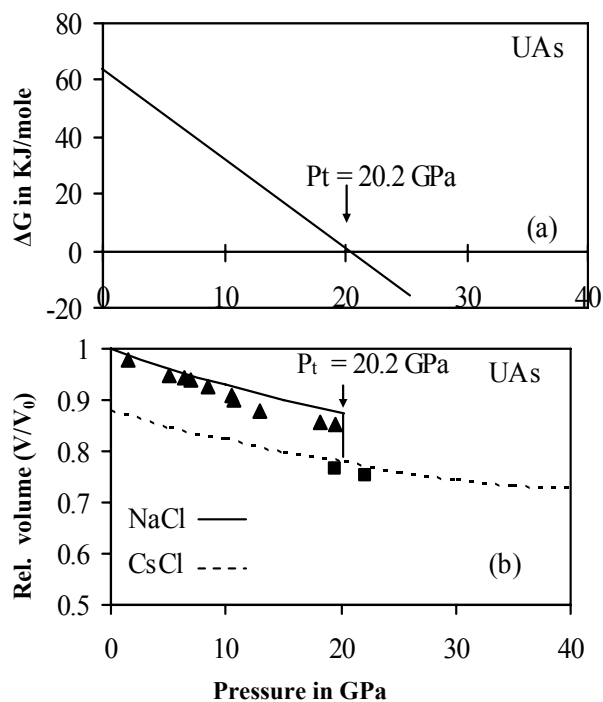 80
UAs
60
40
Pt = 20.2 GPa
20
(a)
0
-20
0 10 20 30 40
ΔG in KJ/mole
1
Pt = 20.2 GPa
UAs
0.9
0.8
0.7
NaCl
0.6
CsCl
(b)
0.5
0 10 20 30 40
Rel. volume (V/V0)
Pressure in GPa